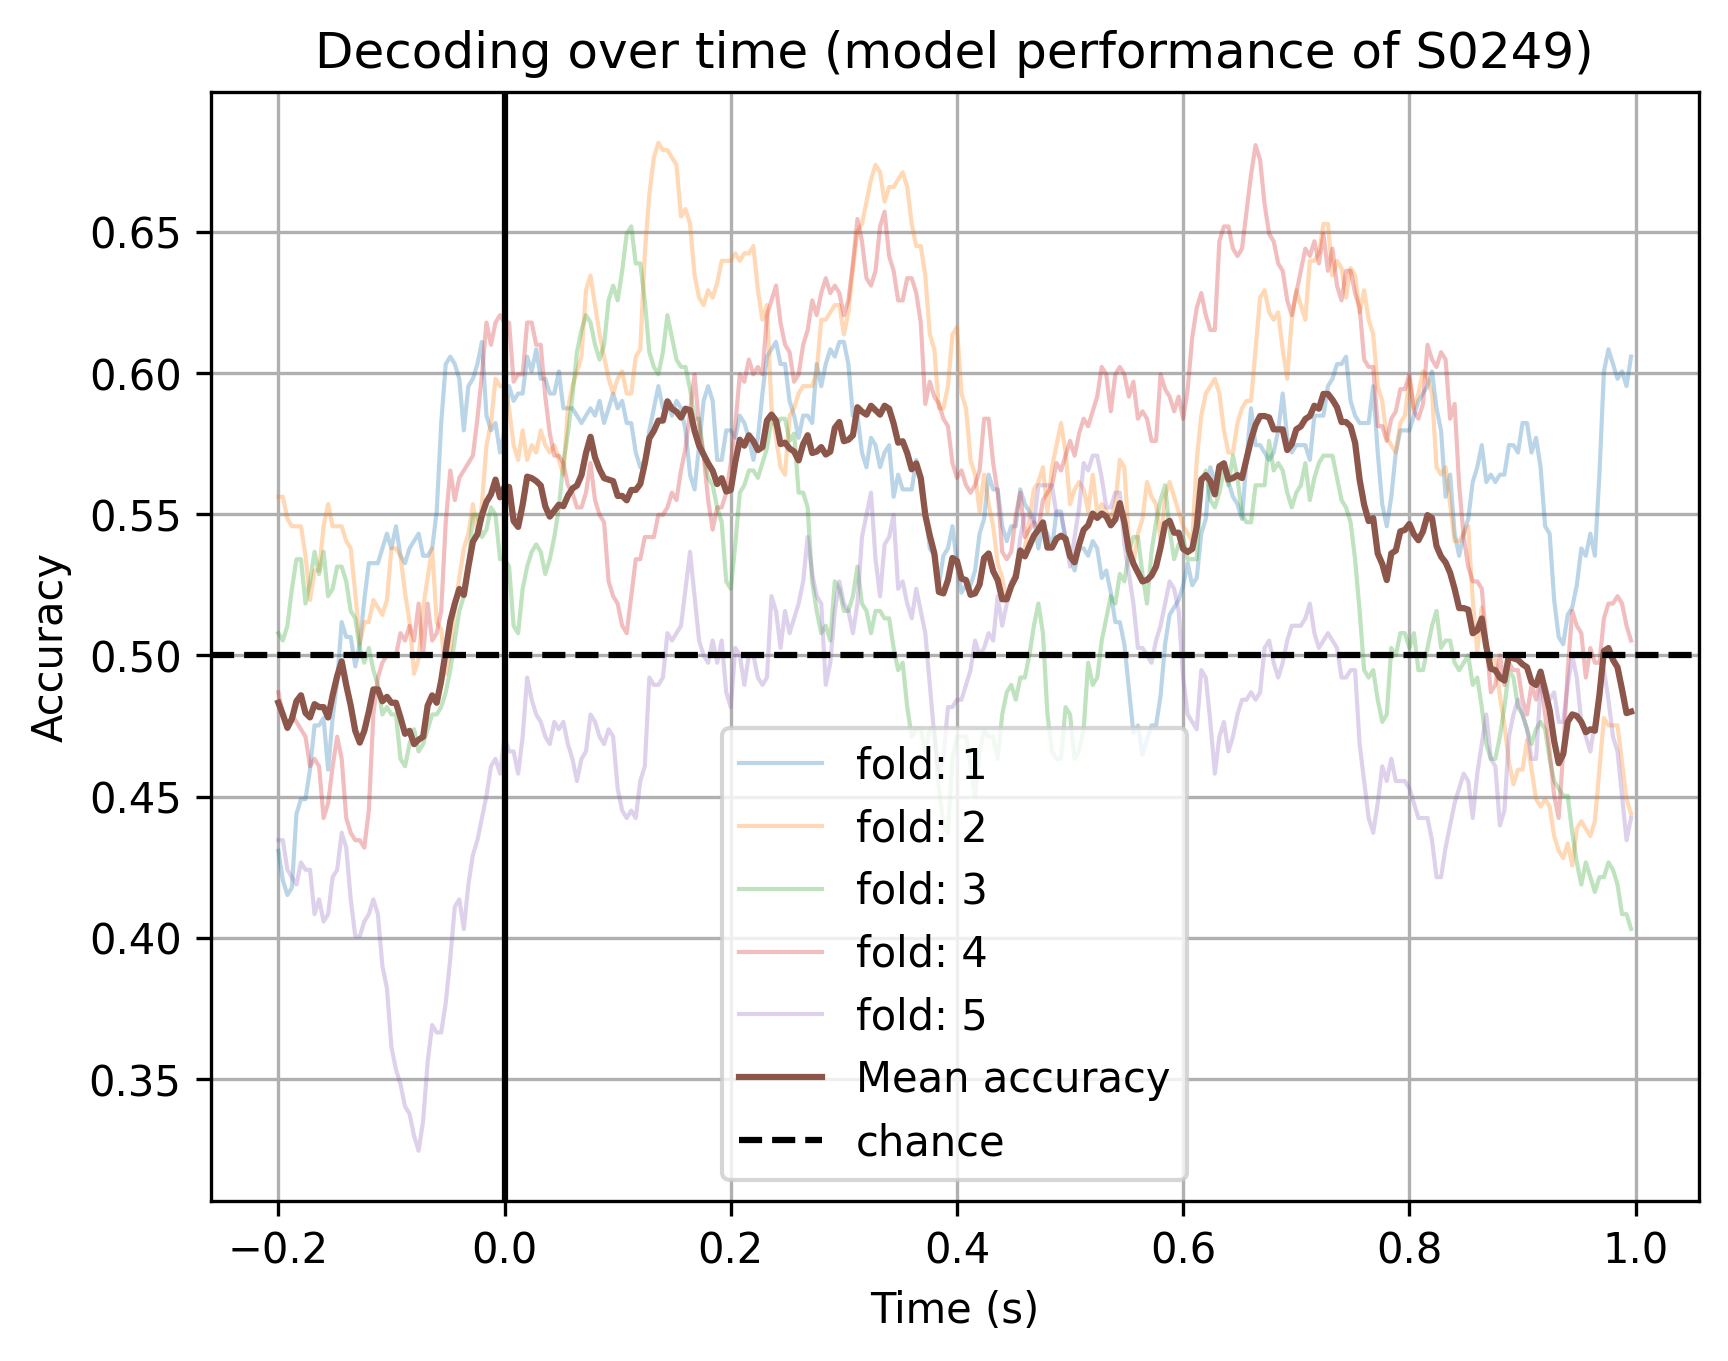 Decoding over time (model performance of S0249)
Accuracy
0.65
0.60
0.55
0.50
0.45
0.40
0.35
fold: 1
fold: 2
fold: 3
fold: 4
fold: 5
Mean accuracy
chance
−0.2
0.0
0.2
0.4
0.6
0.8
1.0
Time (s)